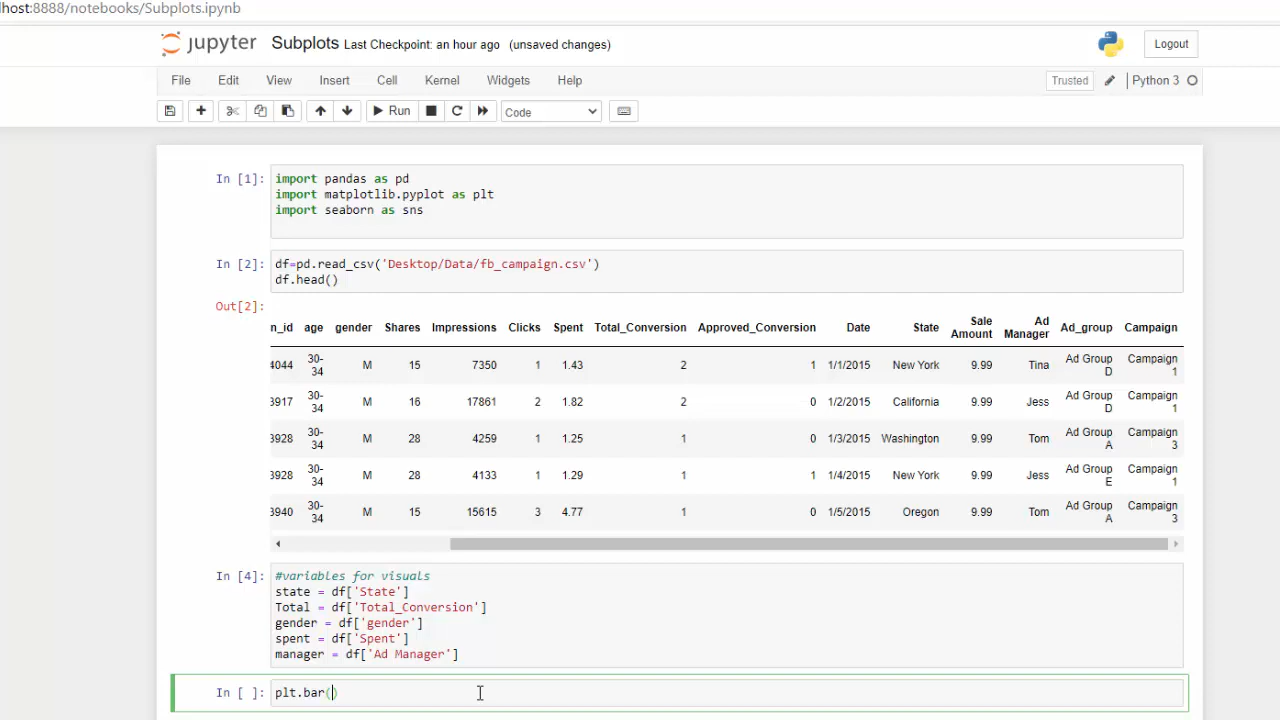 lhost:8888/notebooks/Subplots.ipynb
jupyter Subplots Last Checkpoint: an hour ago (unsaved changes)
Logout
File Edit View Insert Cell Kernel Widgets Help
Trusted Python 3
Run Code
In [1]: import pandas as pd
import matplotlib.pyplot as plt
import seaborn as sns
In [2]: df=pd.read_csv('Desktop/Data/fb_campaign.csv')
df.head()
Out[2]:
n_id age gender Shares Impressions Clicks Spent Total_Conversion Approved_Conversion Date State Sale Amount Ad Manager Ad_group Campaign
4044 30-34 M 15 7350 1 1.43 2 1 1/1/2015 New York 9.99 Tina Ad Group D Campaign 1
3917 30-34 M 16 17861 2 1.82 2 0 1/2/2015 California 9.99 Jess Ad Group D Campaign 1
3928 30-34 M 28 4259 1 1.25 1 0 1/3/2015 Washington 9.99 Tom Ad Group A Campaign 3
3928 30-34 M 28 4133 1 1.29 1 1 1/4/2015 New York 9.99 Jess Ad Group E Campaign 1
3940 30-34 M 15 15615 3 4.77 1 0 1/5/2015 Oregon 9.99 Tom Ad Group A Campaign 3
In [4]: #variables for visuals
state = df['State']
Total = df['Total_Conversion']
gender = df['gender']
spent = df['Spent']
manager = df['Ad Manager']
In [ ]: plt.bar()